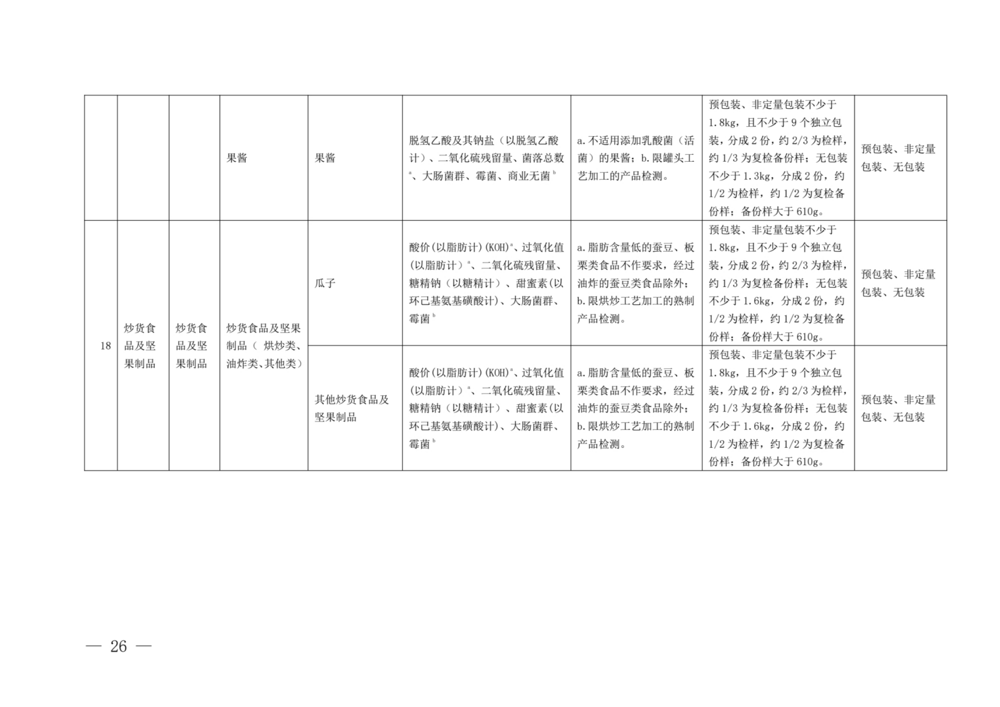 果酱
果酱
脱氢乙酸及其钠盐（以脱氢乙酸
计）、二氧化硫残留量、菌落总数
a、大肠菌群、霉菌、商业无菌b
a.不适用添加乳酸菌（活
菌）的果酱；b.限罐头工
艺加工的产品检测。
预包装、非定量包装不少于
1.8kg，且不少于9个独立包
装，分成2份，约2/3为检样，
约1/3为复检备份样；无包装
不少于1.3kg，分成2份，约
1/2为检样，约1/2为复检备
份样；备份样大于610g。
预包装、非定量
包装、无包装
18
炒货食
品及坚
果制品
炒货食
品及坚
果制品
炒货食品及坚果
制品（ 烘炒类、
油炸类、其他类）
瓜子
酸价(以脂肪计)(KOH)a、过氧化值
(以脂肪计）a、二氧化硫残留量、
糖精钠（以糖精计）、甜蜜素(以
环己基氨基磺酸计)、大肠菌群、
霉菌b
a.脂肪含量低的蚕豆、板
栗类食品不作要求，经过
油炸的蚕豆类食品除外；
b.限烘炒工艺加工的熟制
产品检测。
预包装、非定量包装不少于
1.8kg，且不少于9个独立包
装，分成2份，约2/3为检样，
约1/3为复检备份样；无包装
不少于1.6kg，分成2份，约
1/2为检样，约1/2为复检备
份样；备份样大于610g。
预包装、非定量
包装、无包装
其他炒货食品及
坚果制品
酸价(以脂肪计)(KOH)a、过氧化值
(以脂肪计）a、二氧化硫残留量、
糖精钠（以糖精计）、甜蜜素(以
环己基氨基磺酸计)、大肠菌群、
霉菌b
a.脂肪含量低的蚕豆、板
栗类食品不作要求，经过
油炸的蚕豆类食品除外；
b.限烘炒工艺加工的熟制
产品检测。
预包装、非定量包装不少于
1.8kg，且不少于9个独立包
装，分成2份，约2/3为检样，
约1/3为复检备份样；无包装
不少于1.6kg，分成2份，约
1/2为检样，约1/2为复检备
份样；备份样大于610g。
预包装、非定量
包装、无包装
— 26 —